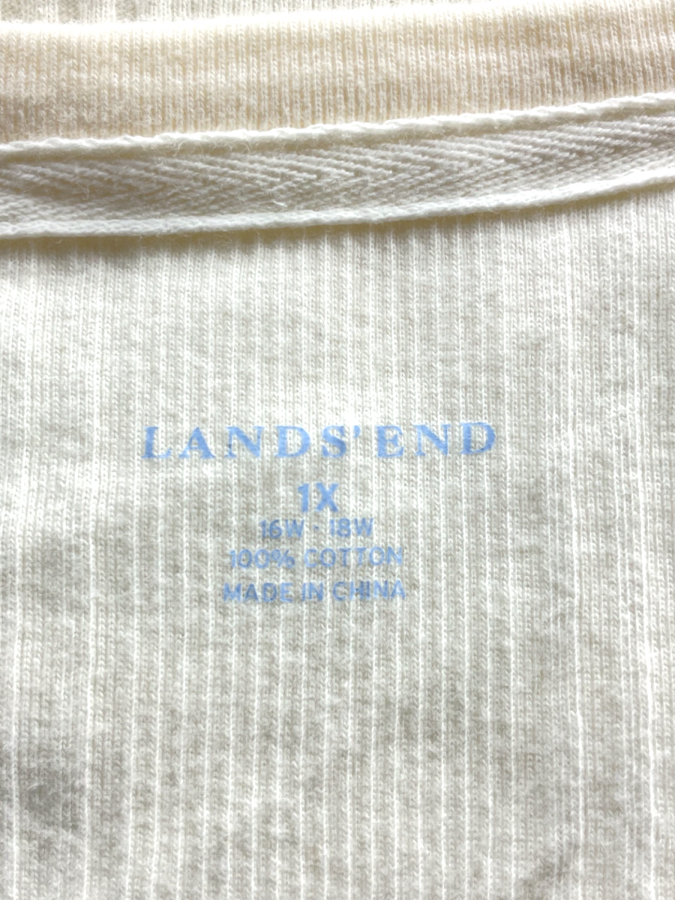 LANDS' END
1X
16W - 18W
100% COTTON
MADE IN CHINA